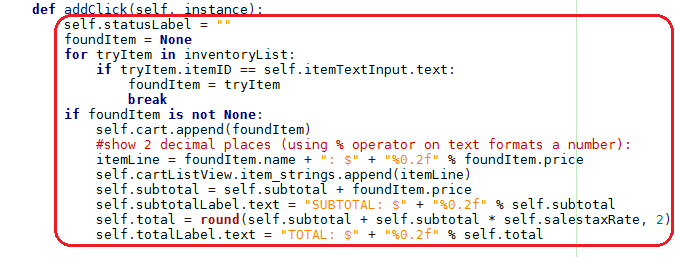 def addClick(self, instance):
    self.statusLabel = ""
    foundItem = None
    for tryItem in inventoryList:
        if tryItem.itemID == self.itemTextInput.text:
            foundItem = tryItem
            break
    if foundItem is not None:
        self.cart.append(foundItem)
        #show 2 decimal places (using % operator on text formats a number):
        itemLine = foundItem.name + ": $" + "%0.2f" % foundItem.price
        self.cartListView.item_strings.append(itemLine)
        self.subtotal = self.subtotal + foundItem.price
        self.subtotalLabel.text = "SUBTOTAL: $" + "%0.2f" % self.subtotal
        self.total = round(self.subtotal + self.subtotal * self.salestaxRate, 2)
        self.totalLabel.text = "TOTAL: $" + "%0.2f" % self.total